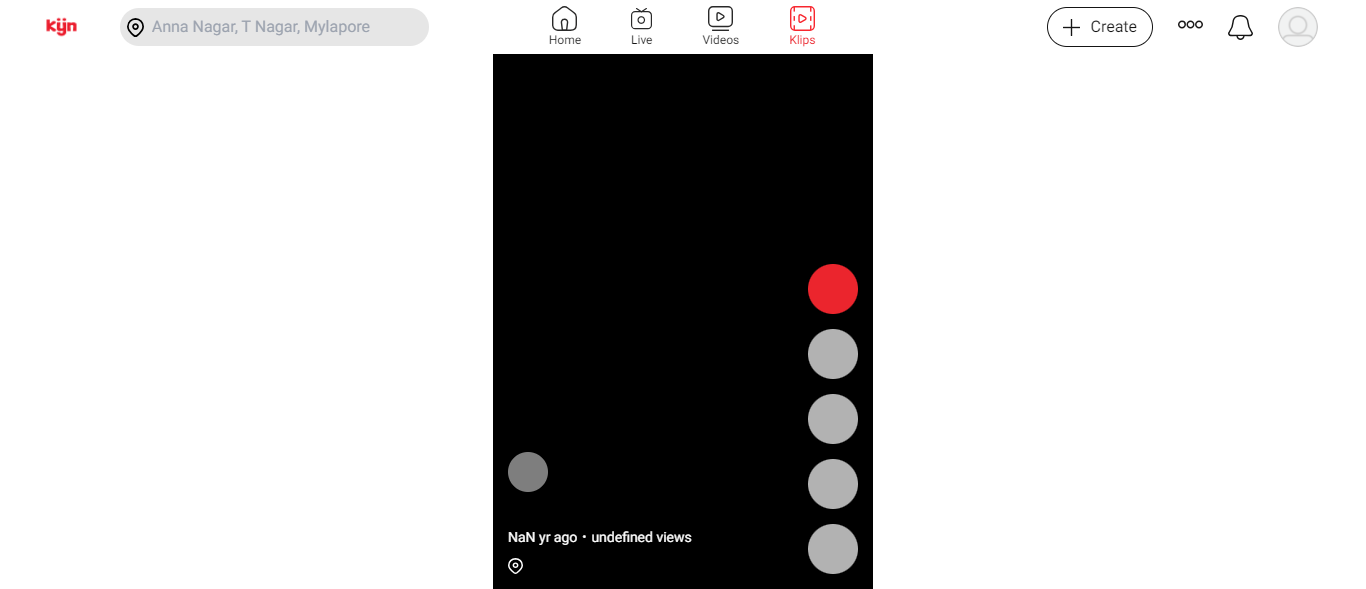 kijn
Anna Nagar, T Nagar, Mylapore
Home
Live
Videos
Klips
Create
NaN yr ago • undefined views